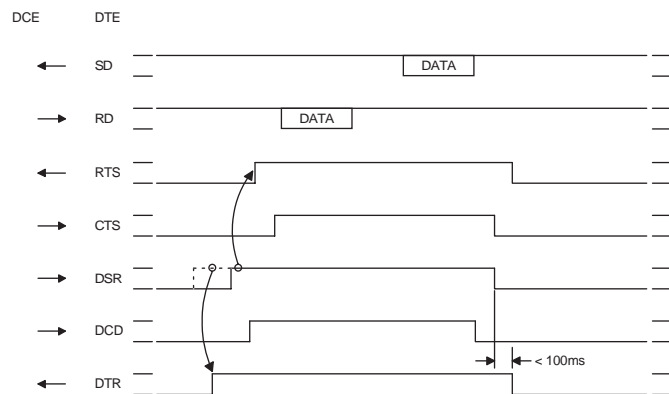 DCE DTE
SD DATA
RD DATA
RTS
CTS
DSR
DCD
< 100ms
DTR